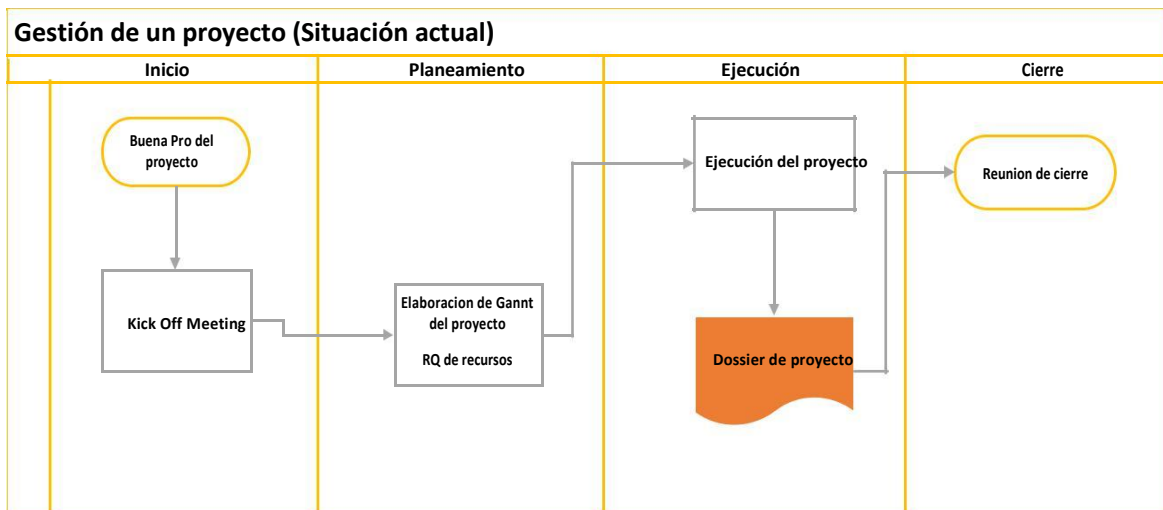 Gestión de un proyecto (Situación actual)
Inicio
Planeamiento
Ejecución
Cierre
Buena Pro del
proyecto
Kick Off Meeting
Elaboracion de Gannt
del proyecto
RQ de recursos
Ejecución del proyecto
Dossier de proyecto
Reunion de cierre